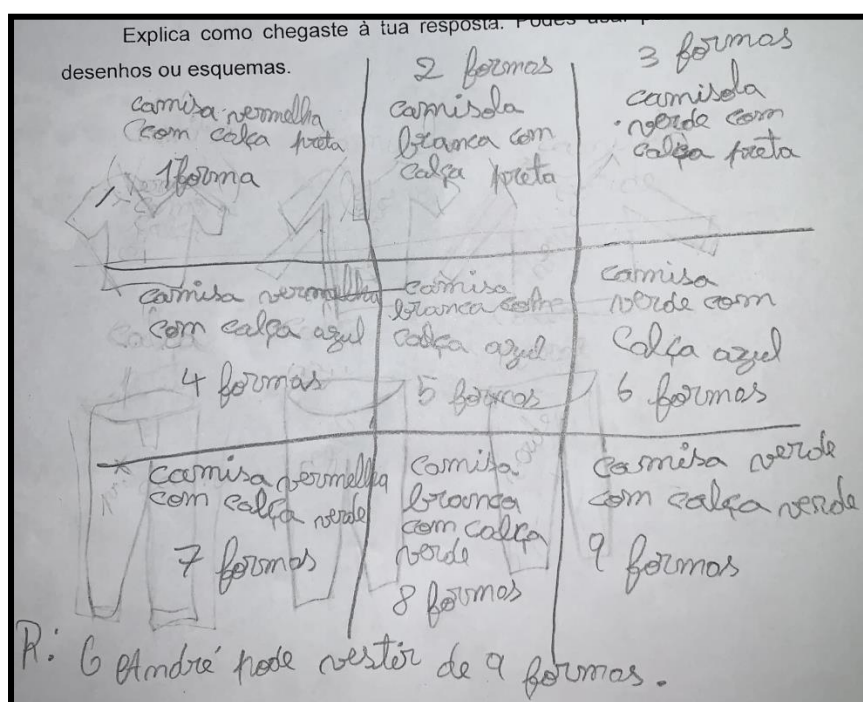 Explica como chegaste à tua resposta. Podes usar
desenhos ou esquemas.
camisa vermelha
com calça preta
1 forma
2 formas
camisola
branca com
calça preta
3 formas
camisola
verde com
calça preta
camisa vermelha
com calça azul
4 formas
camisa
branca com
calça azul
5 formas
camisa
verde com
calça azul
6 formas
camisa vermelha
com calça verde
7 formas
camisa
branca
com calça
verde
8 formas
camisa verde
com calça verde
9 formas
R: O André pode vestir de 9 formas.